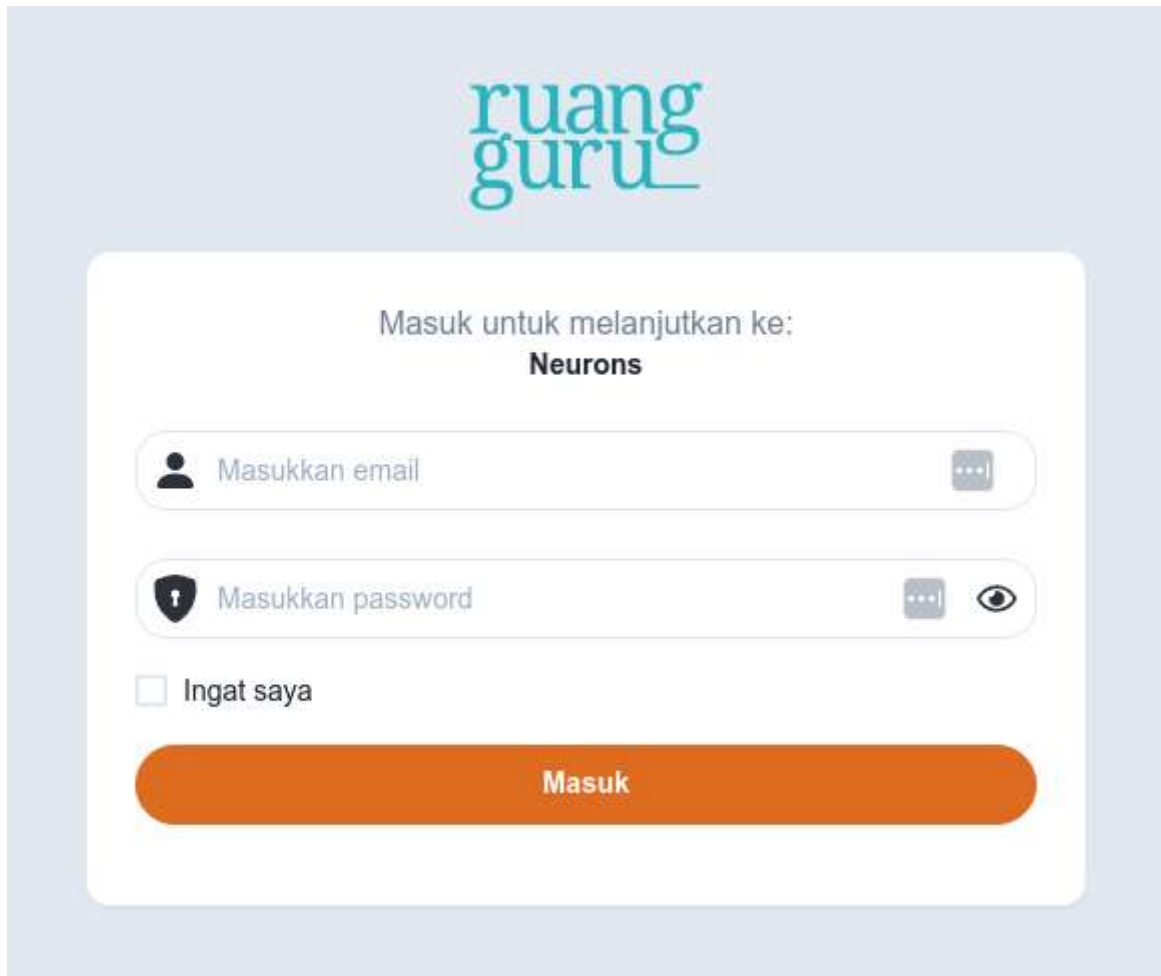 ruang
guru
Masuk untuk melanjutkan ke:
Neurons
Masukkan email
Masukkan password
Ingat saya
Masuk